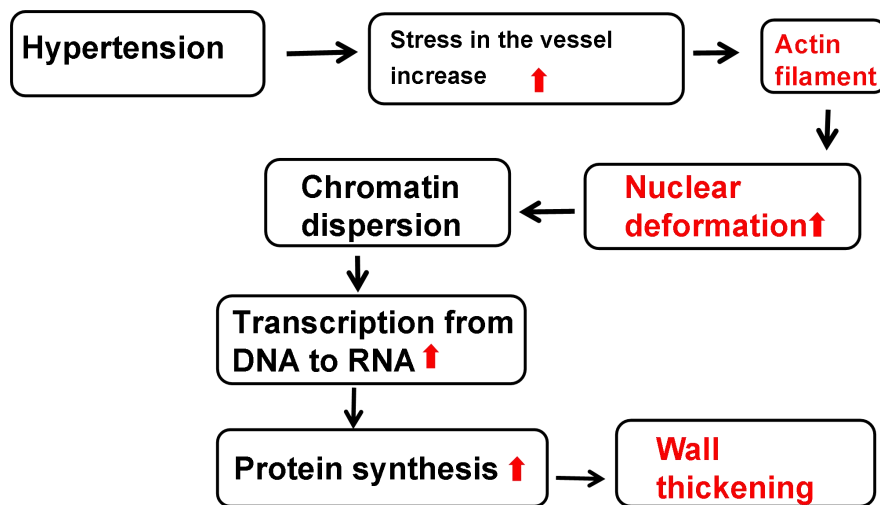 Hypertension
Stress in the vessel
increase
Actin
filament
Nuclear
deformation
Chromatin
dispersion
Transcription from
DNA to RNA
Protein synthesis
Wall
thickening